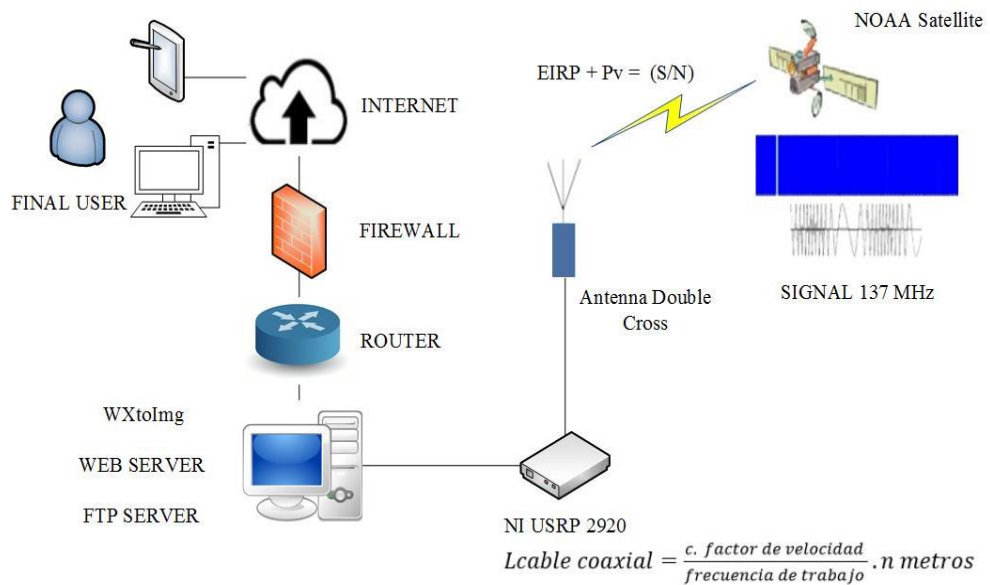 NOAA Satellite
EIRP + Pv = (S/N)
INTERNET
FINAL USER
FIREWALL
SIGNAL 137 MHz
Antenna Double
Cross
ROUTER
WXtoImg
WEB SERVER
FTP SERVER
NI USRP 2920
Lcable coaxial = c. factor de velocidad / frecuencia de trabajo . n metros